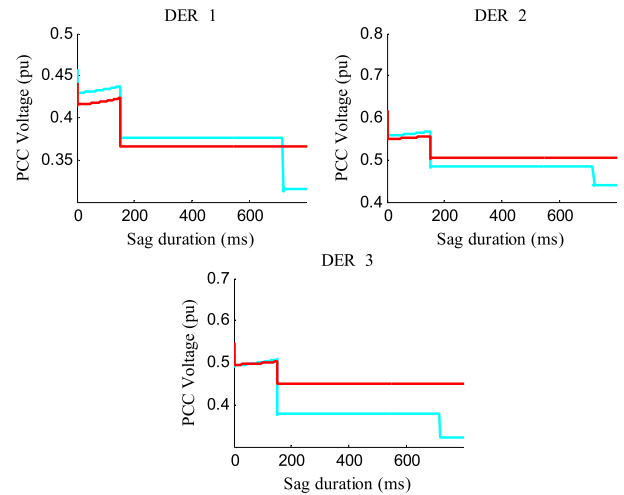 DER 1
DER 2
0.5
0.45
0.4
0.35
PCC Voltage (pu)
0 200 400 600
Sag duration (ms)
0.8
0.7
0.6
0.5
0.4
PCC Voltage (pu)
0 200 400 600
Sag duration (ms)
DER 3
0.7
0.6
0.5
0.4
PCC Voltage (pu)
0 200 400 600
Sag duration (ms)